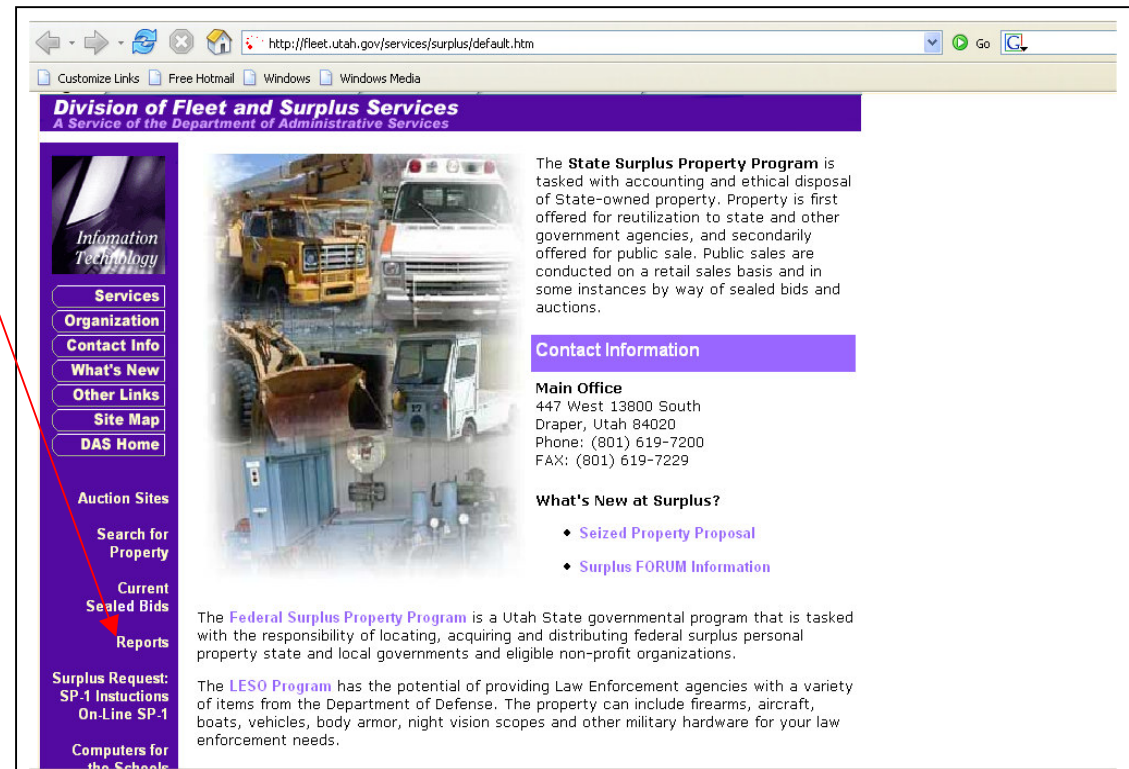 http://fleet.utah.gov/services/surplus/default.htm
Go
G
Customize Links Free Hotmail Windows Windows Media
Division of Fleet and Surplus Services
A Service of the Department of Administrative Services
Infomation
Technology
Services
Organization
Contact Info
What's New
Other Links
Site Map
DAS Home
Auction Sites
Search for
Property
Current
Sealed Bids
Reports
Surplus Request:
SP-1 Instuctions
On-Line SP-1
Computers for
the Schools
The State Surplus Property Program is
tasked with accounting and ethical disposal
of State-owned property. Property is first
offered for reutilization to state and other
government agencies, and secondarily
offered for public sale. Public sales are
conducted on a retail sales basis and in
some instances by way of sealed bids and
auctions.
Contact Information
Main Office
447 West 13800 South
Draper, Utah 84020
Phone: (801) 619-7200
FAX: (801) 619-7229
What's New at Surplus?
Seized Property Proposal
Surplus FORUM Information
The Federal Surplus Property Program is a Utah State governmental program that is tasked
with the responsibility of locating, acquiring and distributing federal surplus personal
property state and local governments and eligible non-profit organizations.
The LESO Program has the potential of providing Law Enforcement agencies with a variety
of items from the Department of Defense. The property can include firearms, aircraft,
boats, vehicles, body armor, night vision scopes and other military hardware for your law
enforcement needs.